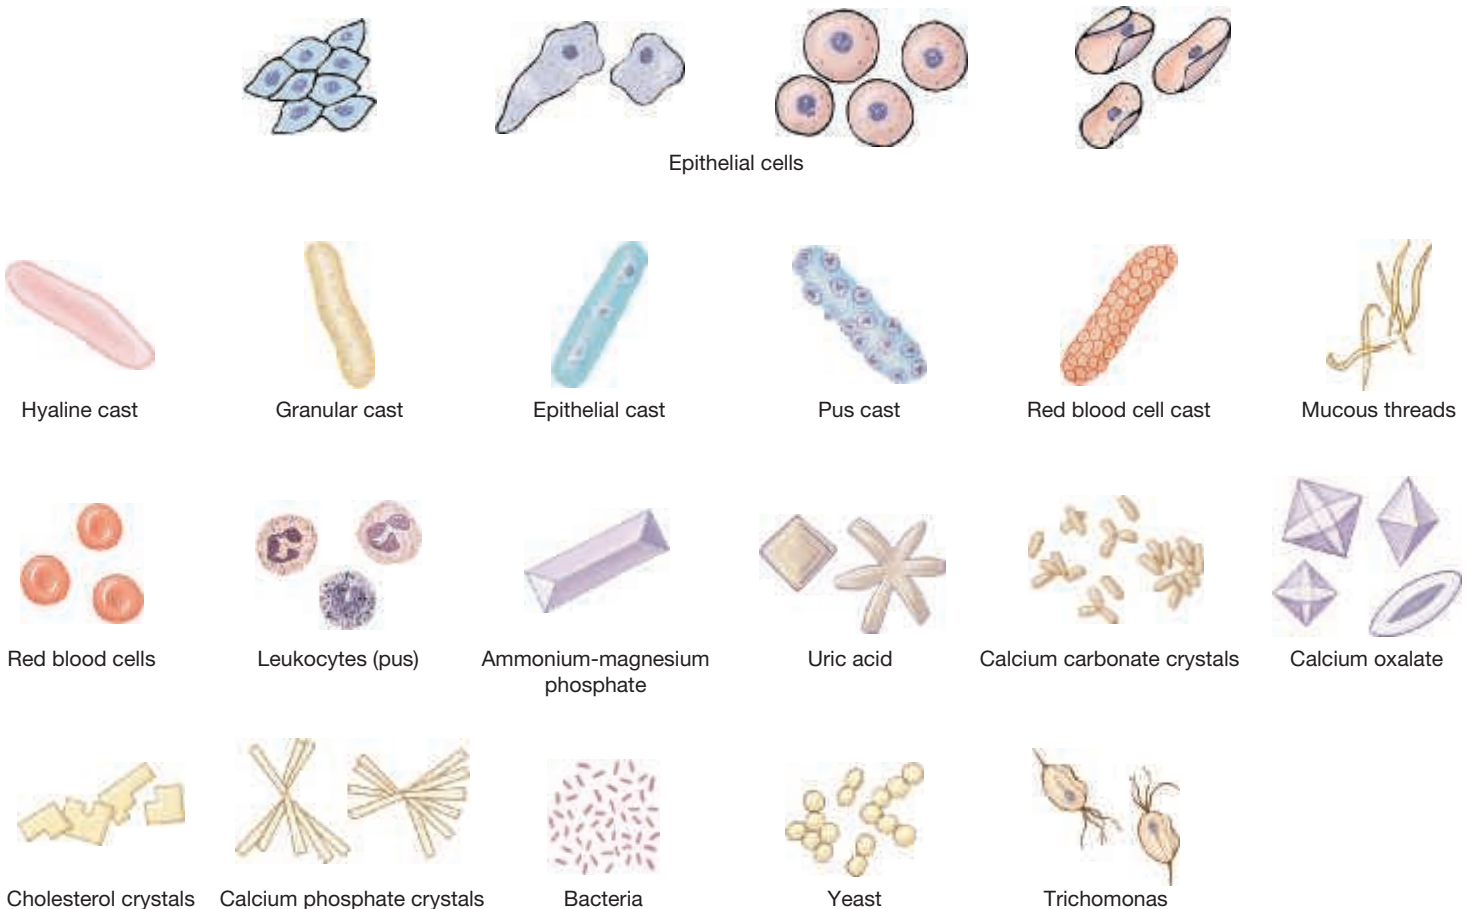 Epithelial cells
Hyaline cast
Granular cast
Epithelial cast
Pus cast
Red blood cell cast
Mucous threads
Red blood cells
Leukocytes (pus)
Ammonium-magnesium
phosphate
Uric acid
Calcium carbonate crystals
Calcium oxalate
Cholesterol crystals
Calcium phosphate crystals
Bacteria
Yeast
Trichomonas